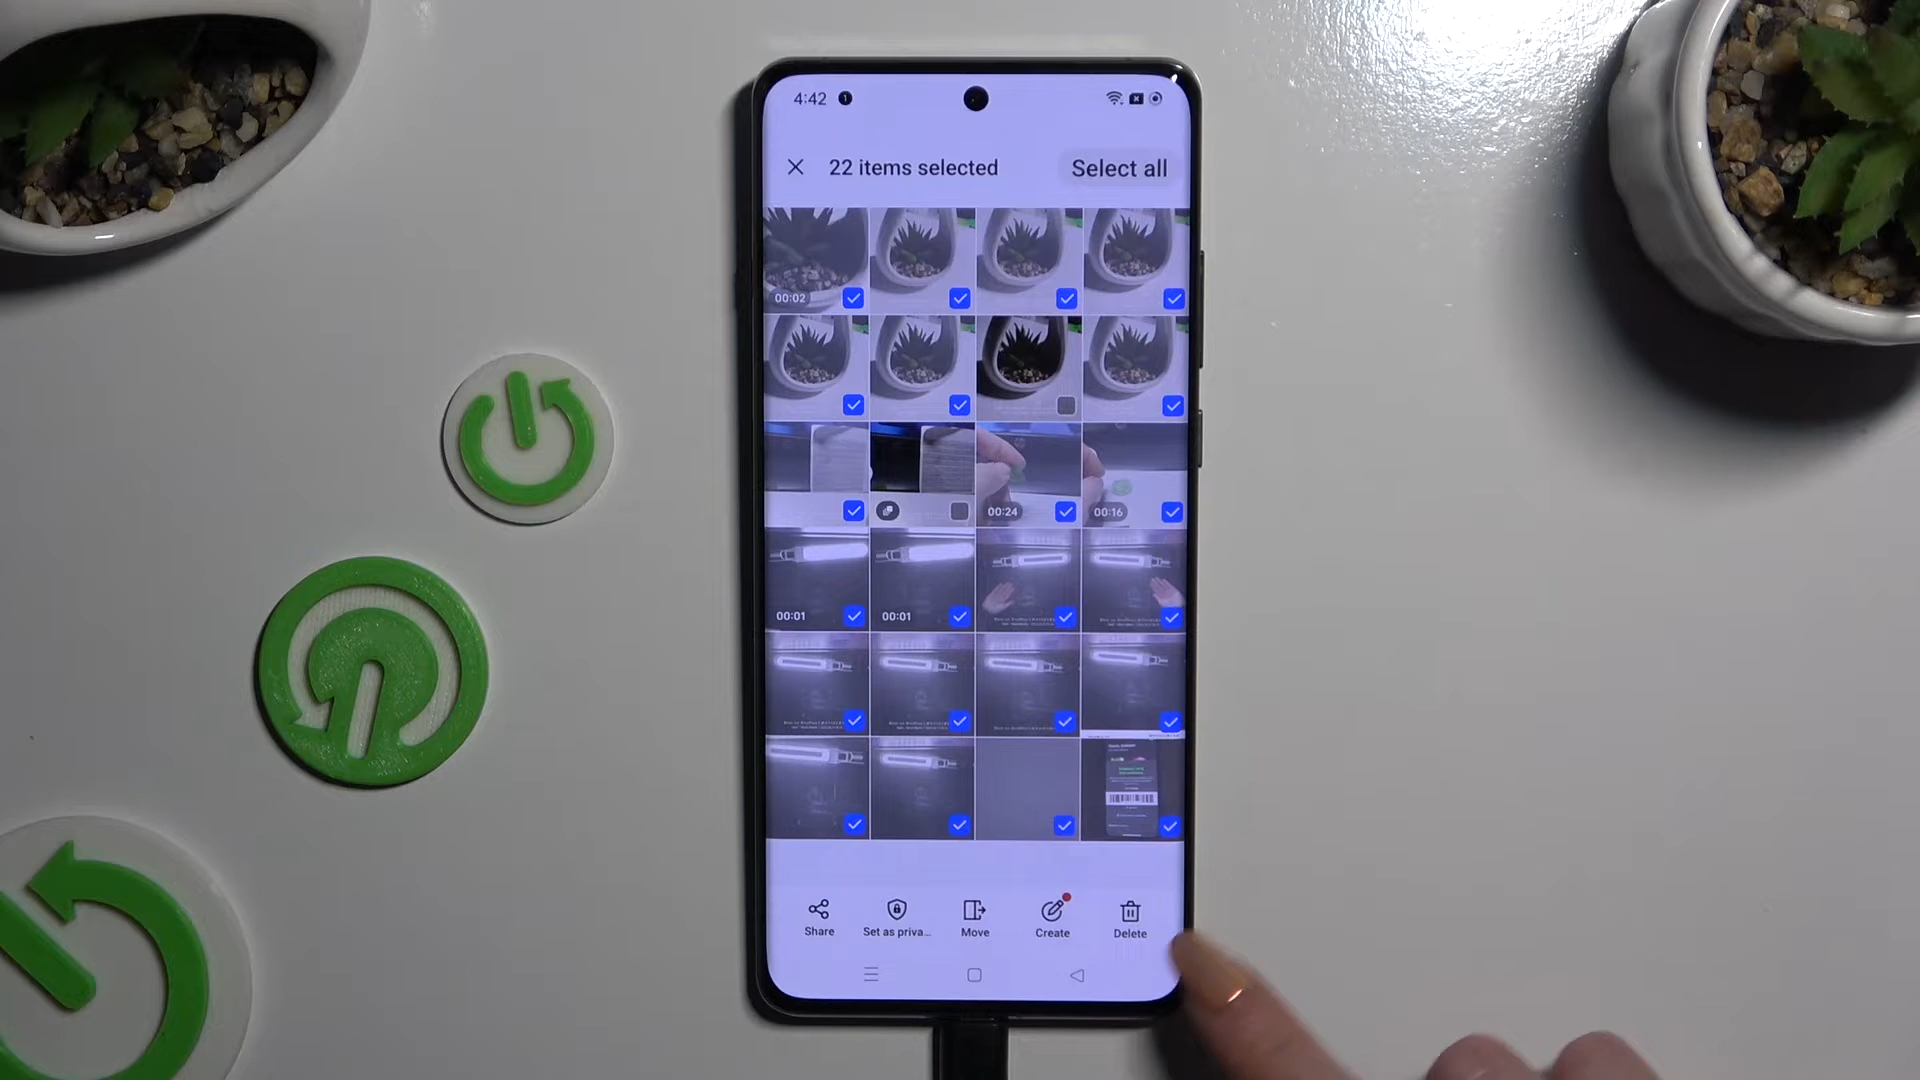 4:42
22 items selected
Select all
00:02
00:24
00:16
00:01
00:01
Share
Set as priva...
Move
Create
Delete